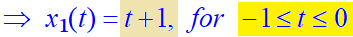 ⇒ x₁(t) = t+1, for −1 ≤ t ≤ 0